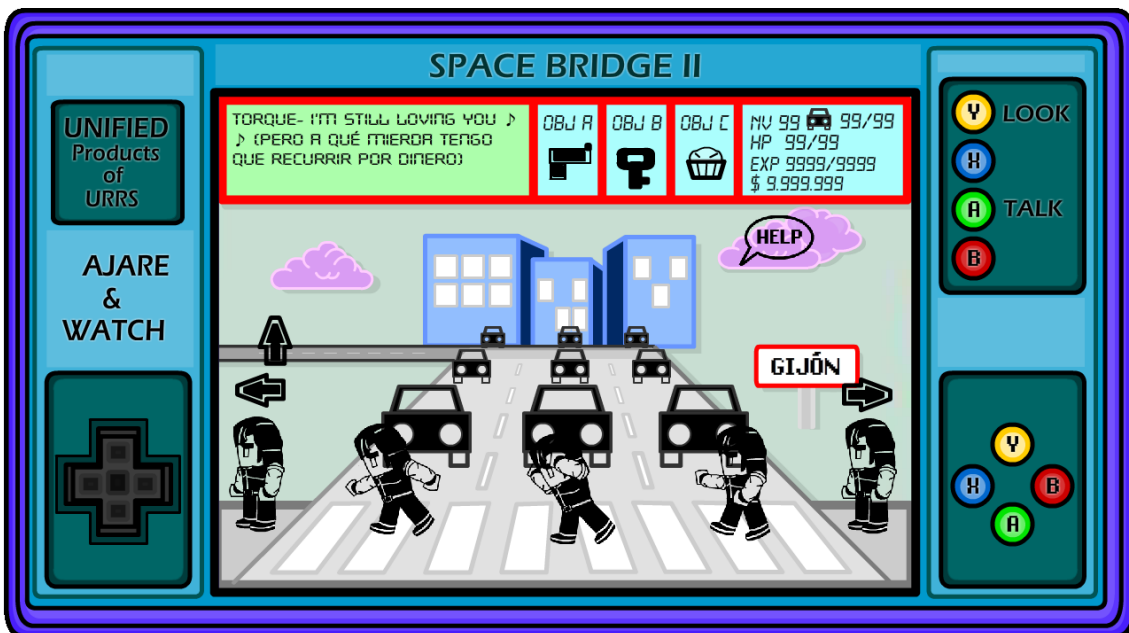 SPACE BRIDGE II
UNIFIED
Products
of
URRS
AJARE
&
WATCH
TORQUE- I'M STILL LOVING YOU ♪
♪ (PERO A QUÉ MIERDA TENGO
QUE RECURRIR POR DINERO)
OBJ A
OBJ B
OBJ C
NV 99 99/99
HP 99/99
EXP 9999/9999
$ 9.999.999
HELP
GIJÓN
Y LOOK
X
A TALK
B
Y
X B
A